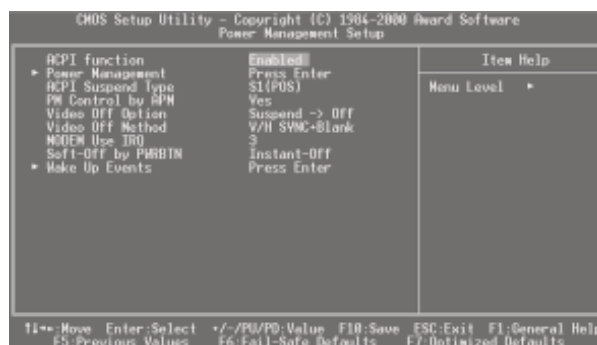 CMOS Setup Utility - Copyright (C) 1984-2000 Award Software
Power Management Setup
ACPI function Enabled
► Power Management Press Enter
ACPI Suspend Type S1(POS)
PM Control by APM Yes
Video Off Option Suspend -> Off
Video Off Method V/H SYNC+Blank
MODEM Use IRQ 3
Soft-Off by PWRBTN Instant-Off
► Wake Up Events Press Enter
Item Help
Menu Level ►
↑↓→←:Move Enter:Select +/-/PU/PD:Value F10:Save ESC:Exit F1:General Help
F5:Previous Values F6:Fail-Safe Defaults F7:Optimized Defaults